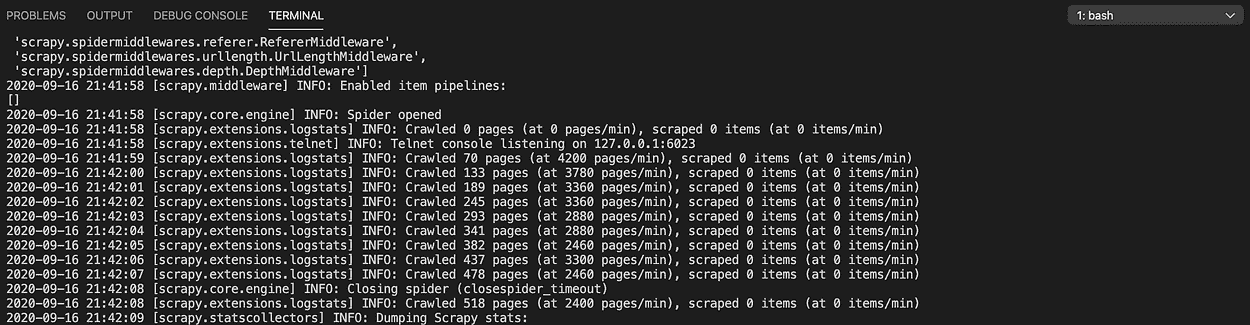 PROBLEMS OUTPUT DEBUG CONSOLE TERMINAL 1: bash
'scrapy.spidermiddlewares.referer.RefererMiddleware',
'scrapy.spidermiddlewares.urllength.UrlLengthMiddleware',
'scrapy.spidermiddlewares.depth.DepthMiddleware']
2020-09-16 21:41:58 [scrapy.middleware] INFO: Enabled item pipelines:
[]
2020-09-16 21:41:58 [scrapy.core.engine] INFO: Spider opened
2020-09-16 21:41:58 [scrapy.extensions.logstats] INFO: Crawled 0 pages (at 0 pages/min), scraped 0 items (at 0 items/min)
2020-09-16 21:41:58 [scrapy.extensions.telnet] INFO: Telnet console listening on 127.0.0.1:6023
2020-09-16 21:41:59 [scrapy.extensions.logstats] INFO: Crawled 70 pages (at 4200 pages/min), scraped 0 items (at 0 items/min)
2020-09-16 21:42:00 [scrapy.extensions.logstats] INFO: Crawled 133 pages (at 3780 pages/min), scraped 0 items (at 0 items/min)
2020-09-16 21:42:01 [scrapy.extensions.logstats] INFO: Crawled 189 pages (at 3360 pages/min), scraped 0 items (at 0 items/min)
2020-09-16 21:42:02 [scrapy.extensions.logstats] INFO: Crawled 245 pages (at 3360 pages/min), scraped 0 items (at 0 items/min)
2020-09-16 21:42:03 [scrapy.extensions.logstats] INFO: Crawled 293 pages (at 2880 pages/min), scraped 0 items (at 0 items/min)
2020-09-16 21:42:04 [scrapy.extensions.logstats] INFO: Crawled 341 pages (at 2880 pages/min), scraped 0 items (at 0 items/min)
2020-09-16 21:42:05 [scrapy.extensions.logstats] INFO: Crawled 382 pages (at 2460 pages/min), scraped 0 items (at 0 items/min)
2020-09-16 21:42:06 [scrapy.extensions.logstats] INFO: Crawled 437 pages (at 3300 pages/min), scraped 0 items (at 0 items/min)
2020-09-16 21:42:07 [scrapy.extensions.logstats] INFO: Crawled 478 pages (at 2460 pages/min), scraped 0 items (at 0 items/min)
2020-09-16 21:42:08 [scrapy.core.engine] INFO: Closing spider (closespider_timeout)
2020-09-16 21:42:08 [scrapy.extensions.logstats] INFO: Crawled 518 pages (at 2400 pages/min), scraped 0 items (at 0 items/min)
2020-09-16 21:42:09 [scrapy.statscollectors] INFO: Dumping Scrapy stats: